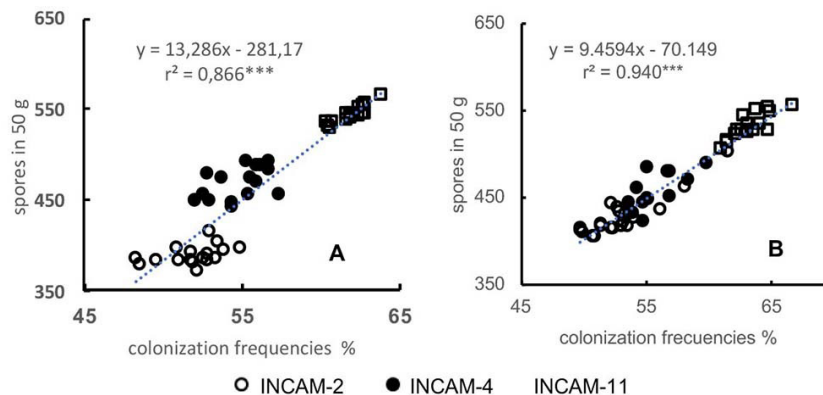 650
550
450
350
45
55
65
spores in 50 g
y = 13,286x - 281,17
r² = 0,866***
A
colonization frequencies %
650
550
450
350
45
55
65
spores in 50 g
y = 9.4594x - 70.149
r² = 0.940***
B
colonization frecuencies %
INCAM-2 INCAM-4 INCAM-11